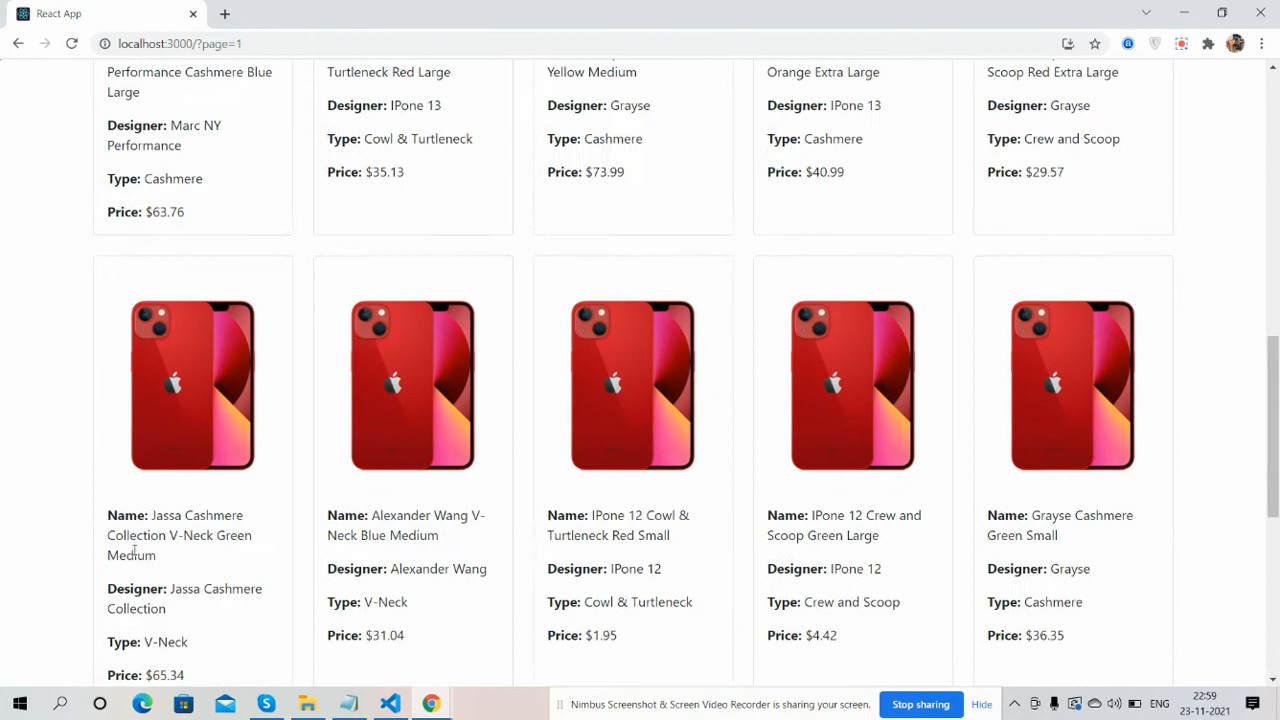 React App
localhost:3000/?page=1
Performance Cashmere Blue
Large
Designer: Marc NY
Performance
Type: Cashmere
Price: $63.76
Turtleneck Red Large
Designer: IPone 13
Type: Cowl & Turtleneck
Price: $35.13
Yellow Medium
Designer: Grayse
Type: Cashmere
Price: $73.99
Orange Extra Large
Designer: IPone 13
Type: Cashmere
Price: $40.99
Scoop Red Extra Large
Designer: Grayse
Type: Crew and Scoop
Price: $29.57
Name: Jassa Cashmere
Collection V-Neck Green
Medium
Designer: Jassa Cashmere
Collection
Type: V-Neck
Price: $65.34
Name: Alexander Wang V-
Neck Blue Medium
Designer: Alexander Wang
Type: V-Neck
Price: $31.04
Name: IPone 12 Cowl &
Turtleneck Red Small
Designer: IPone 12
Type: Cowl & Turtleneck
Price: $1.95
Name: IPone 12 Crew and
Scoop Green Large
Designer: IPone 12
Type: Crew and Scoop
Price: $4.42
Name: Grayse Cashmere
Green Small
Designer: Grayse
Type: Cashmere
Price: $36.35
Nimbus Screenshot & Screen Video Recorder is sharing your screen.
Stop sharing
Hide
ENG
22:59
23-11-2021